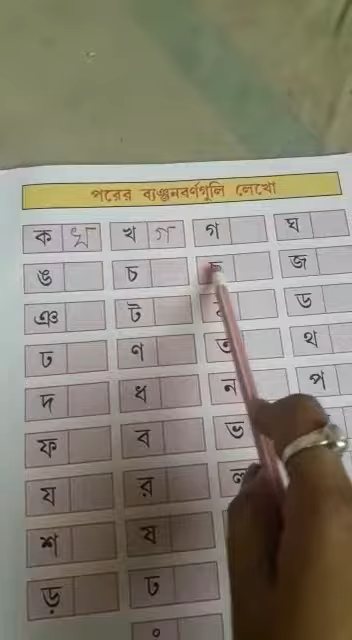 পরের ব্যঞ্জনবর্ণগুলি লেখো
ক খ খ গ গ ঘ
ঙ চ জ
ঞ ট ড
ঢ ণ ত থ
দ ধ ন প
ফ ব ভ
য র ল
শ ষ
ড় ঢ